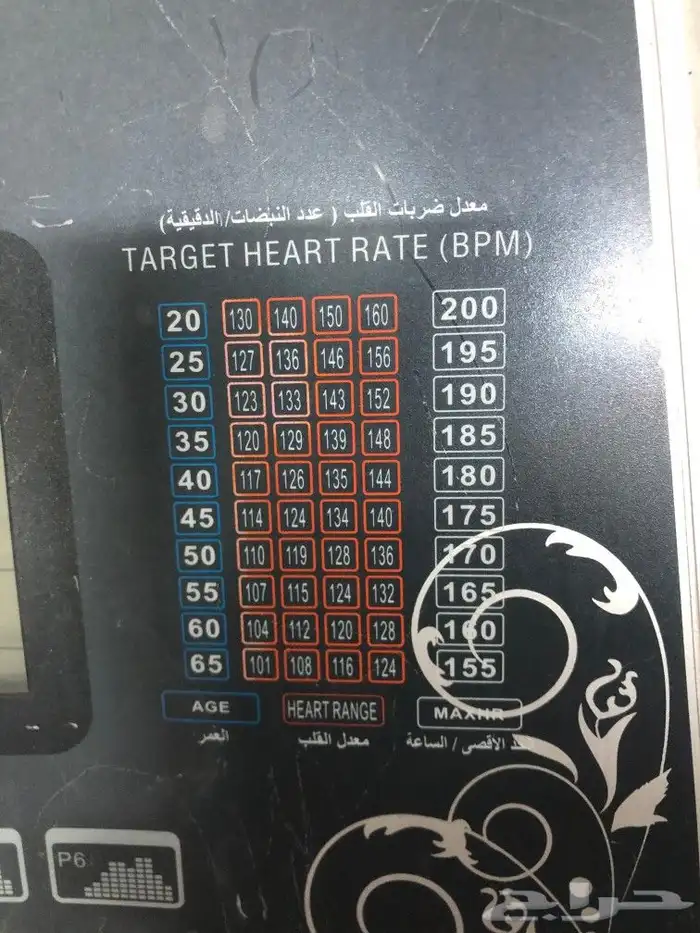 معدل ضربات القلب ( عدد النبضات/الدقيقية)
TARGET HEART RATE (BPM)
20 130 140 150 160 200
25 127 136 146 156 195
30 123 133 143 152 190
35 120 129 139 148 185
40 117 126 135 144 180
45 114 124 134 140 175
50 110 119 128 136 170
55 107 115 124 132 165
60 104 112 120 128 160
65 101 108 116 124 155
AGE HEART RANGE MAXHR
العمر معدل القلب الأقصى / الساعة
P6
حراج